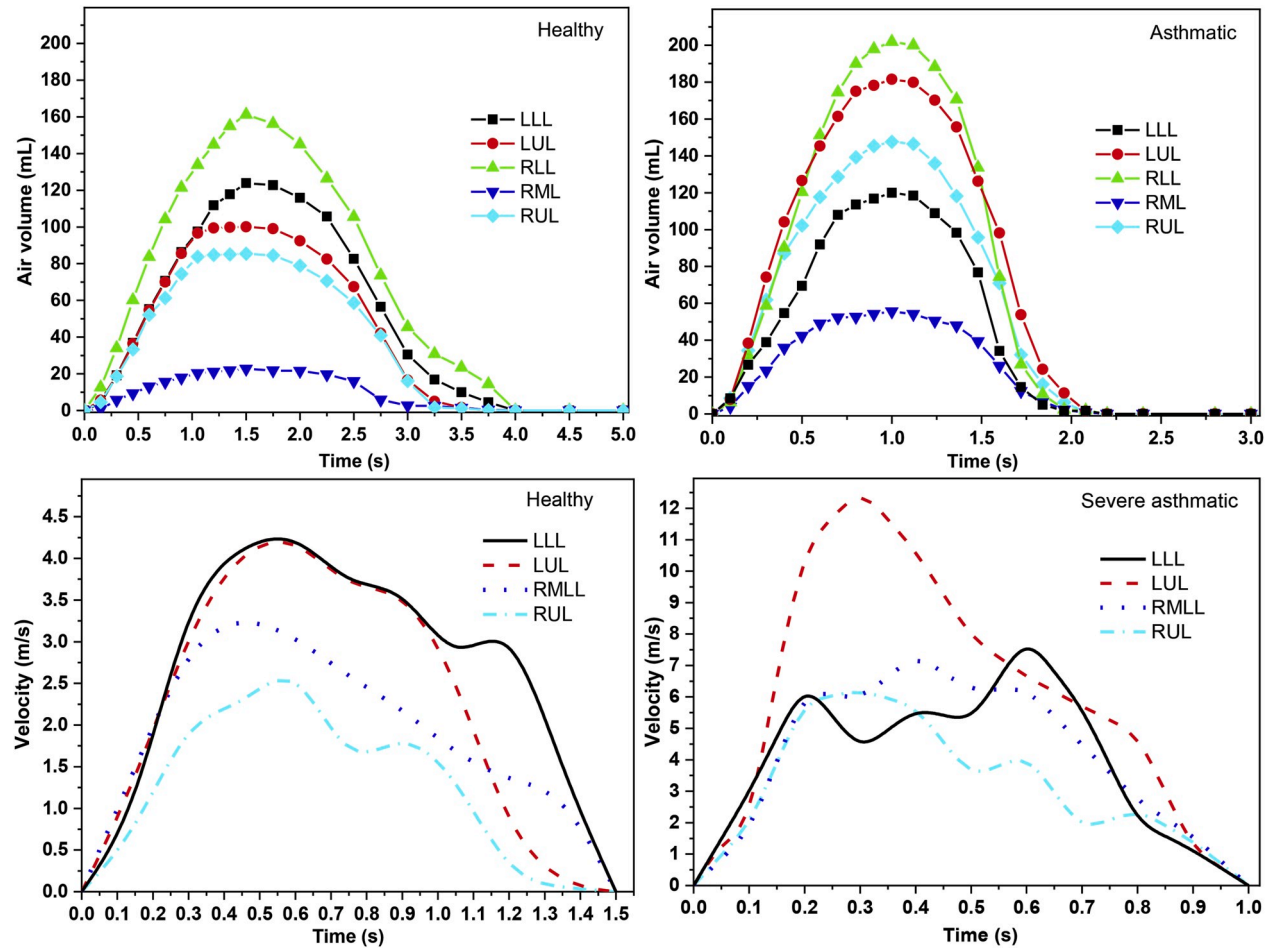 Healthy
200
180
160
140
120
100
80
60
40
20
0
Air volume (mL)
LLL
LUL
RLL
RML
RUL
0.0 0.5 1.0 1.5 2.0 2.5 3.0 3.5 4.0 4.5 5.0
Time (s)
Asthmatic
200
180
160
140
120
100
80
60
40
20
0
Air volume (mL)
LLL
LUL
RLL
RML
RUL
0.0 0.5 1.0 1.5 2.0 2.5 3.0
Time (s)
Healthy
4.5
4.0
3.5
3.0
2.5
2.0
1.5
1.0
0.5
0.0
Velocity (m/s)
LLL
LUL
RMLL
RUL
0.0 0.1 0.2 0.3 0.4 0.5 0.6 0.7 0.8 0.9 1.0 1.1 1.2 1.3 1.4 1.5
Time (s)
Severe asthmatic
12
11
10
9
8
7
6
5
4
3
2
1
0
Velocity (m/s)
LLL
LUL
RMLL
RUL
0.0 0.1 0.2 0.3 0.4 0.5 0.6 0.7 0.8 0.9 1.0
Time (s)